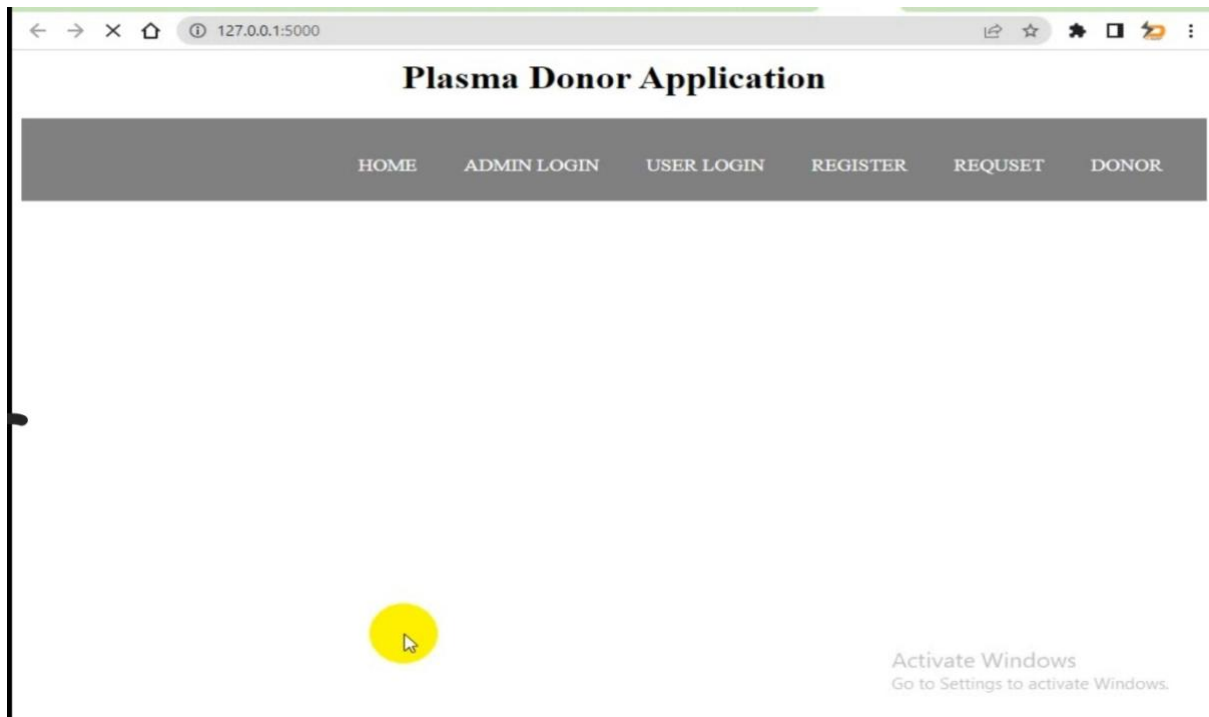 127.0.0.1:5000
Plasma Donor Application
HOME ADMIN LOGIN USER LOGIN REGISTER REQUSET DONOR
Activate Windows
Go to Settings to activate Windows.